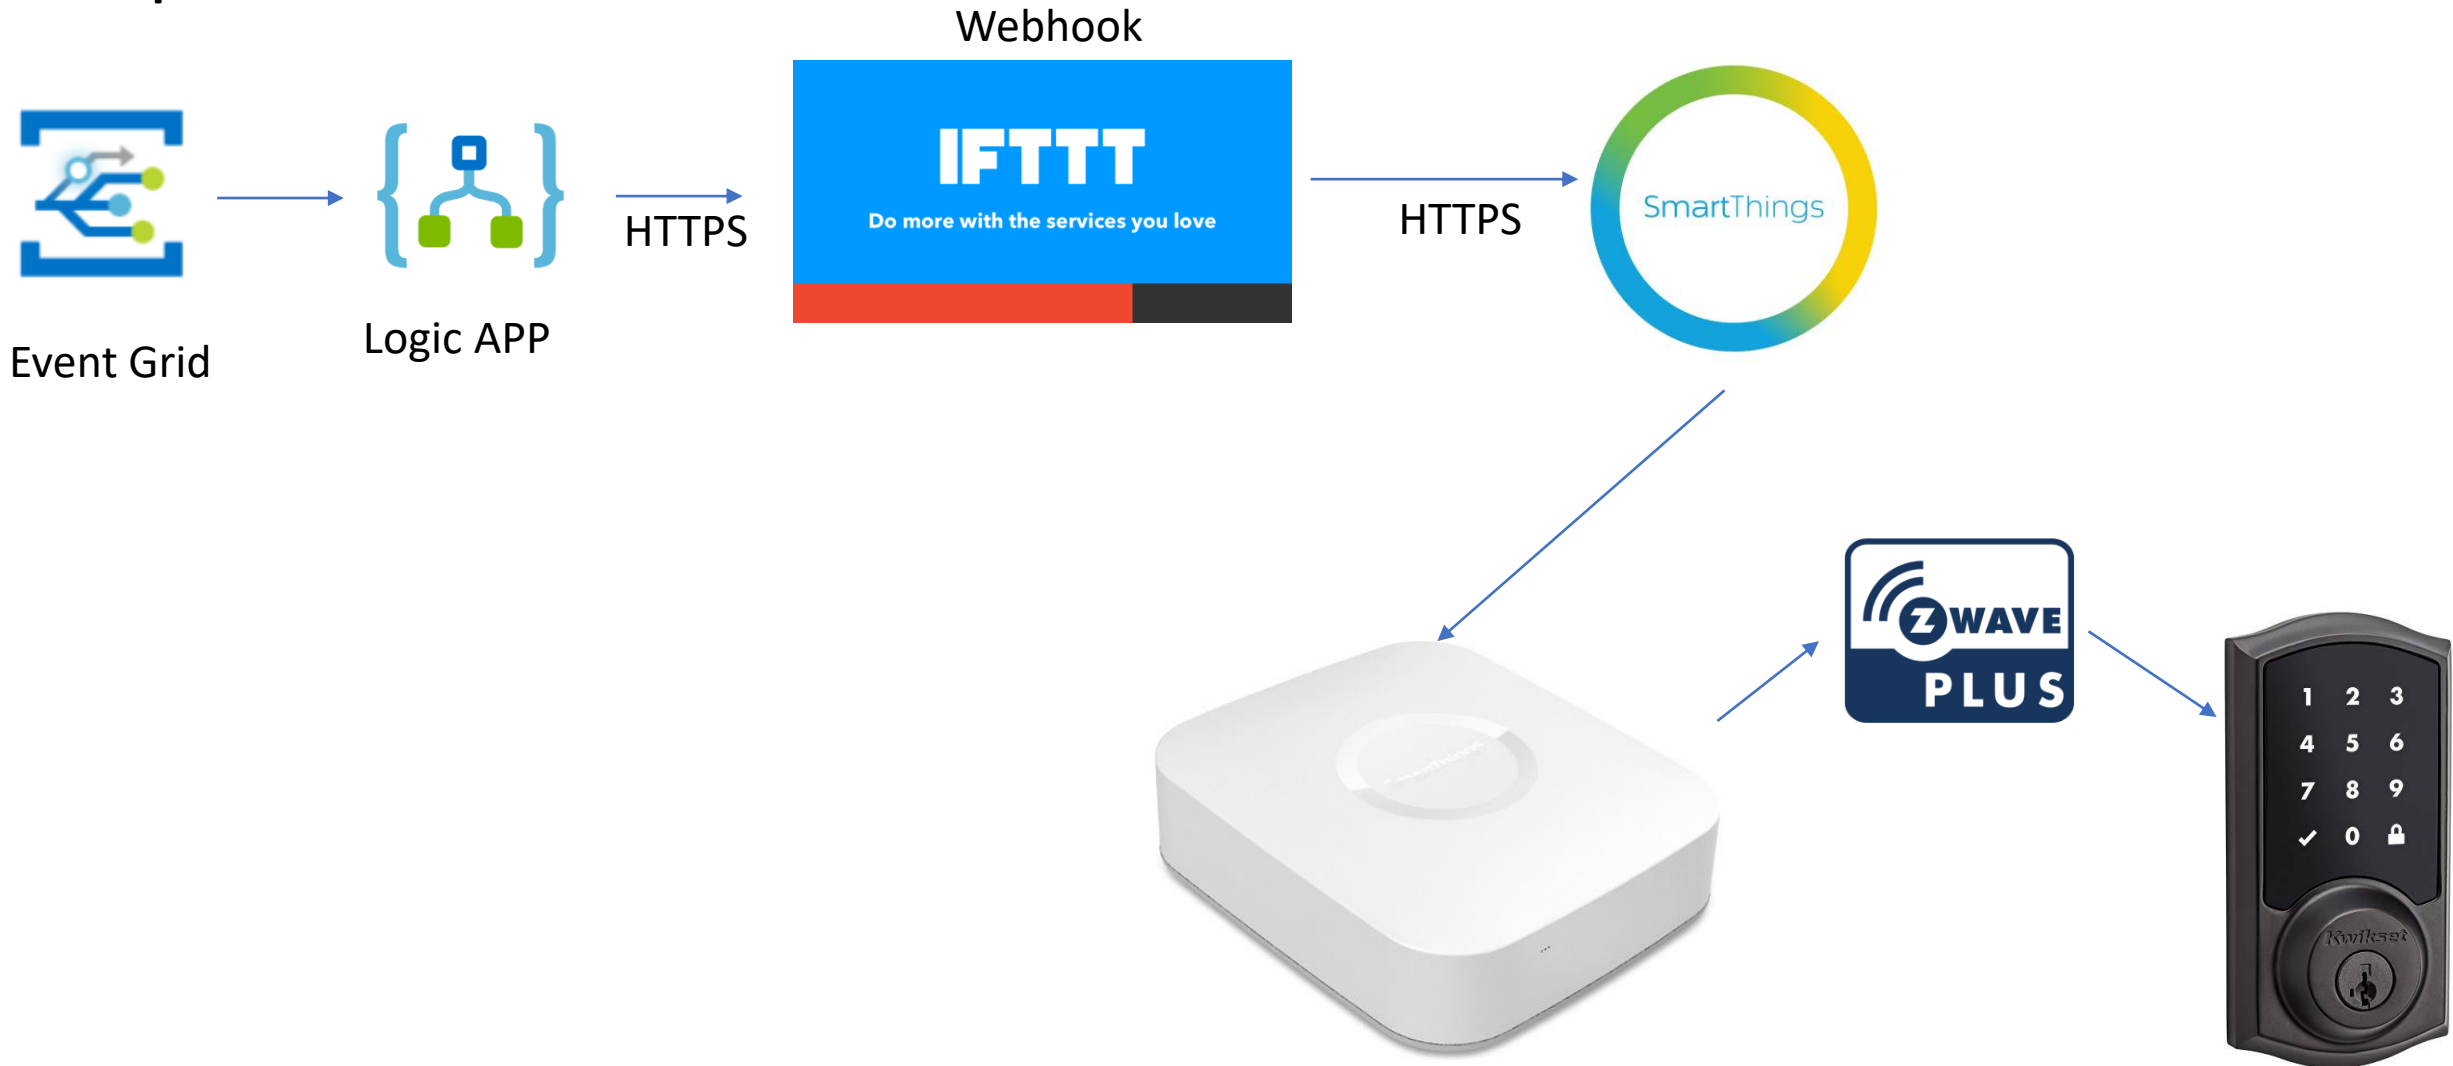 Webhook
IFTTT
Do more with the services you love
HTTPS
HTTPS
SmartThings
Event Grid
Logic APP
SmartThings
Z WAVE
PLUS
1 2 3
4 5 6
7 8 9
0
Kwikset